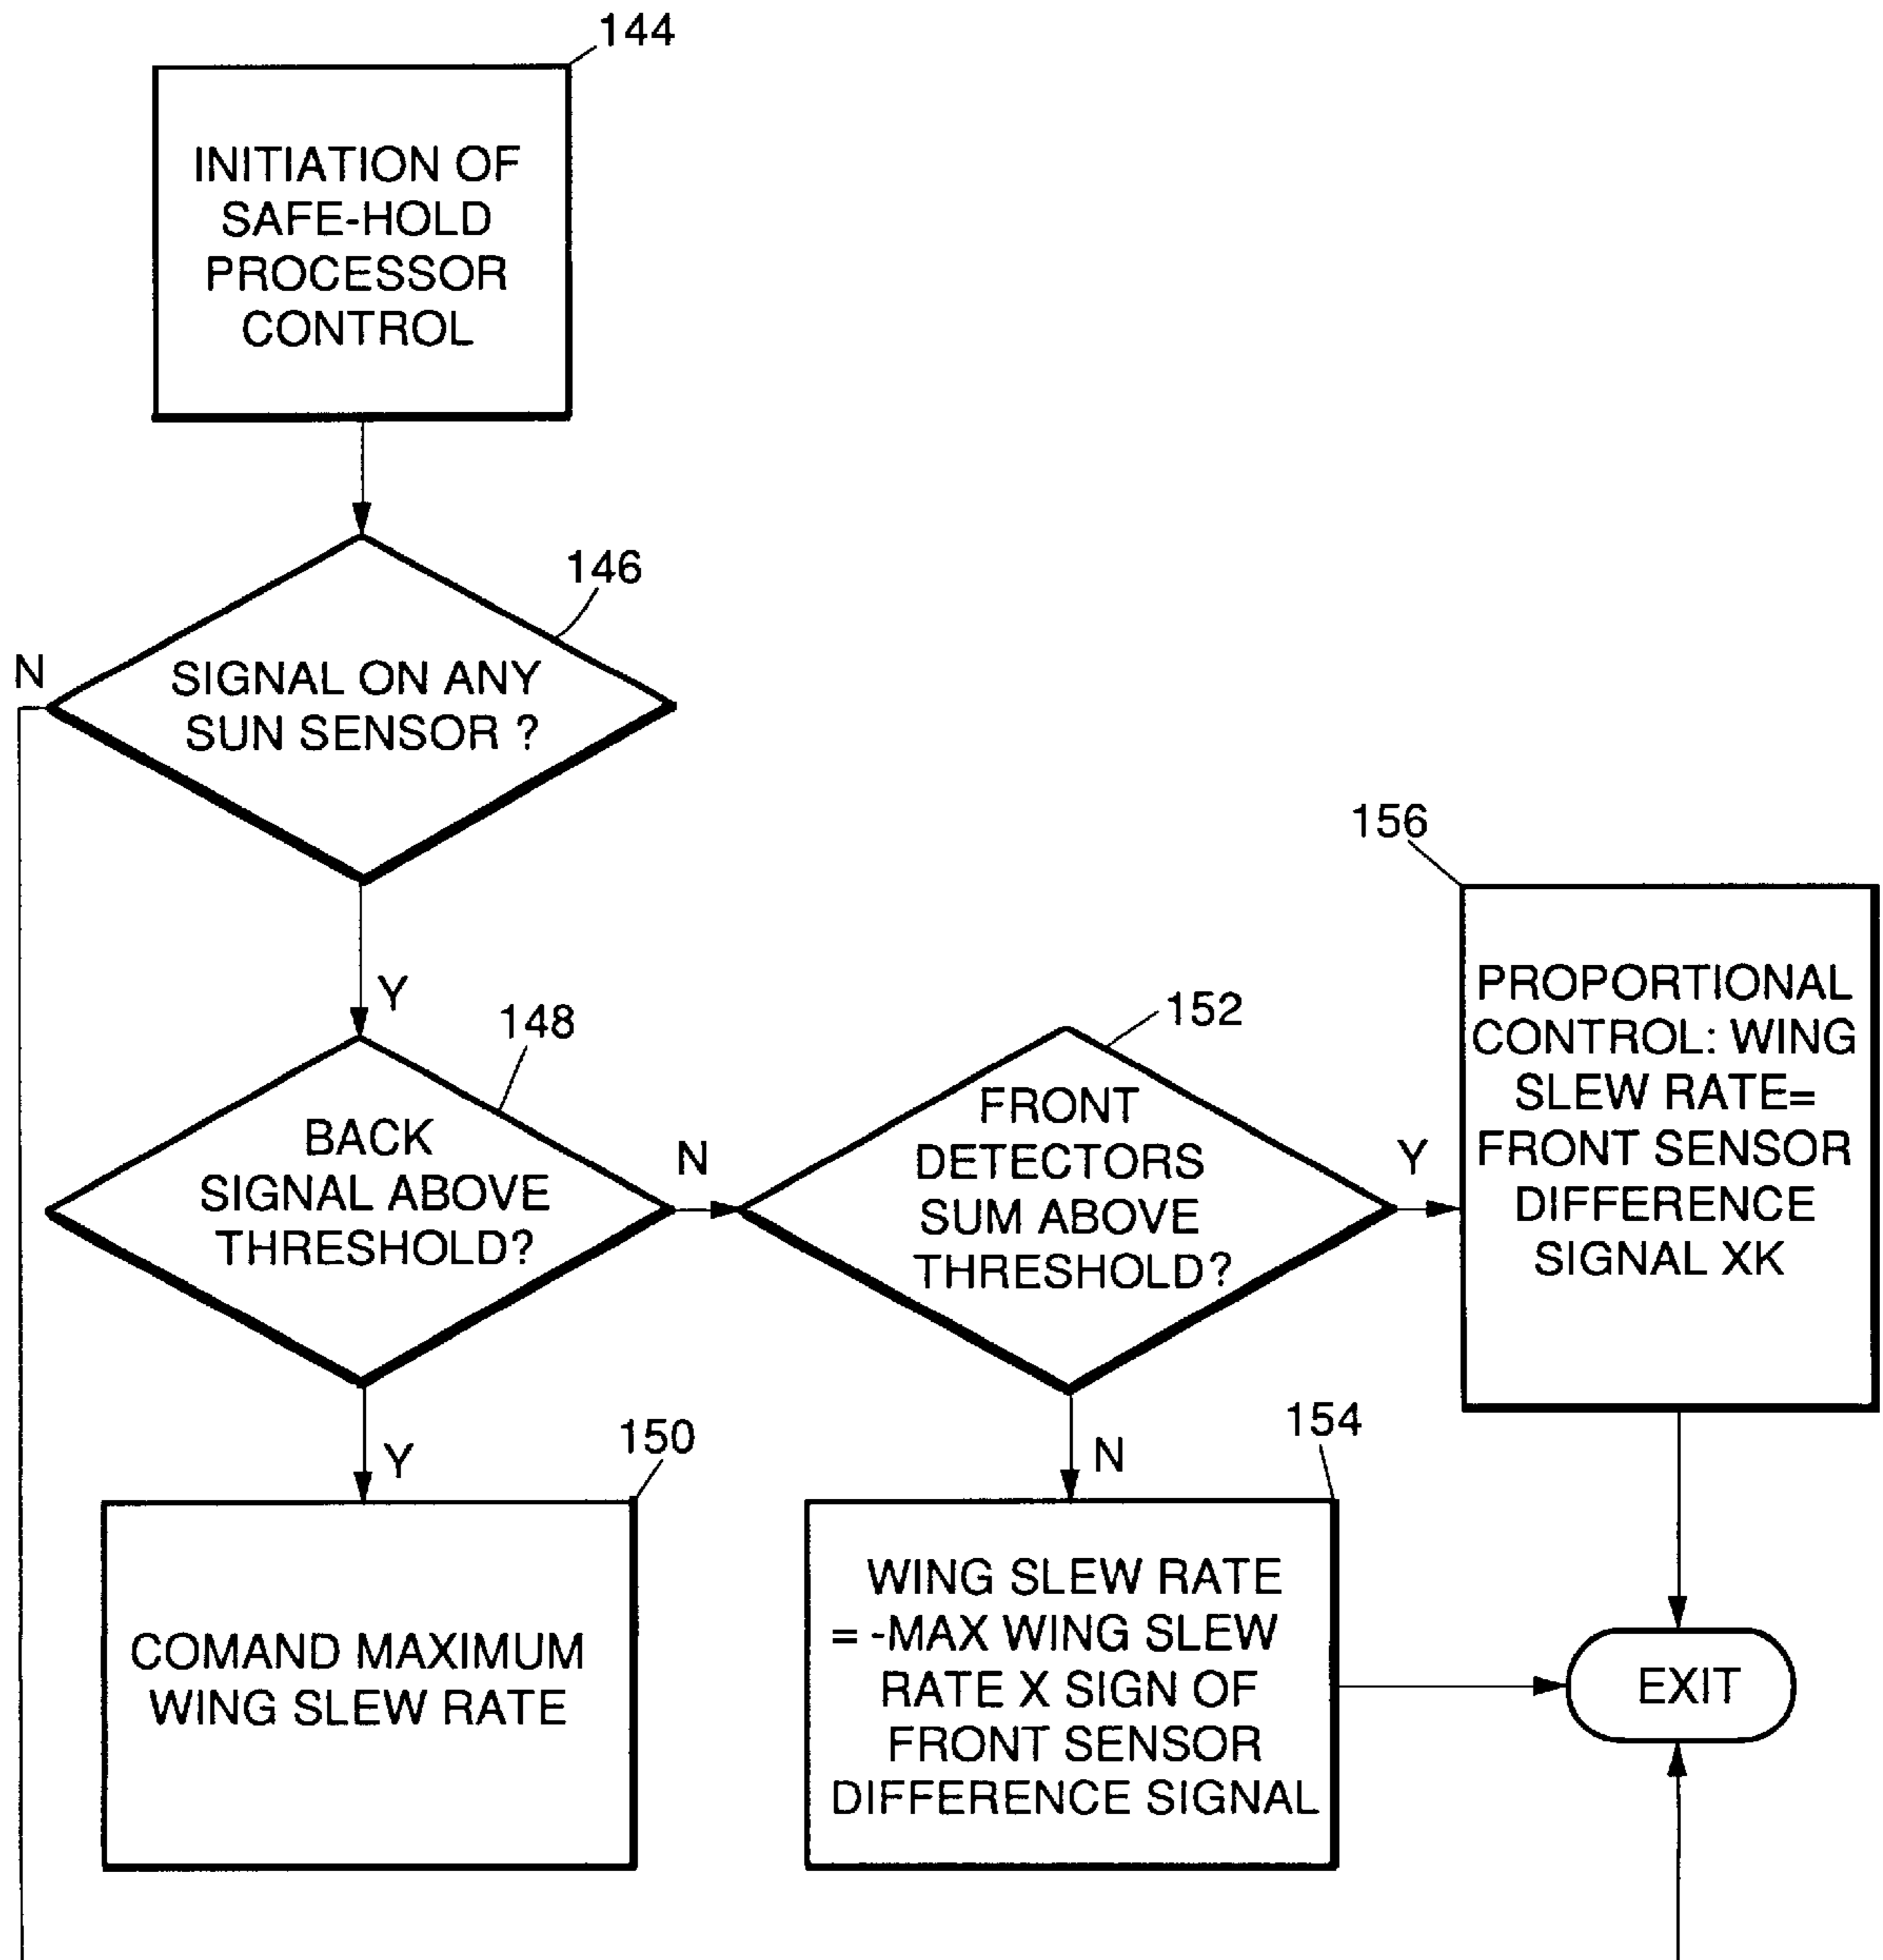 144
INITIATION OF
SAFE-HOLD
PROCESSOR
CONTROL
146
N
SIGNAL ON ANY
SUN SENSOR ?
Y
148
BACK
SIGNAL ABOVE
THRESHOLD?
N
152
FRONT
DETECTORS
SUM ABOVE
THRESHOLD?
Y
156
PROPORTIONAL
CONTROL: WING
SLEW RATE=
FRONT SENSOR
DIFFERENCE
SIGNAL XK
Y
150
COMAND MAXIMUM
WING SLEW RATE
N
154
WING SLEW RATE
= -MAX WING SLEW
RATE X SIGN OF
FRONT SENSOR
DIFFERENCE SIGNAL
EXIT